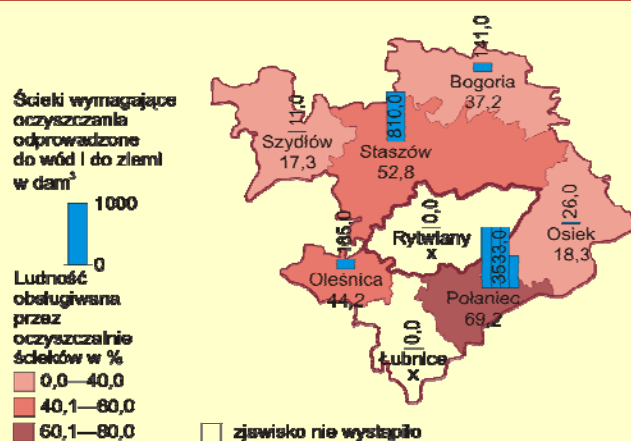 141,0
Bogoria
37,2
Ścieki wymagające
oczyszczania
odprowadzone
do wód i do ziemi
w dam³
1000
0
11,0
Szydłów
17,3
810,0
Staszów
52,8
0,0
Rytwiany
x
26,0
Osiek
18,3
165,0
Oleśnica
44,2
3533,0
Połaniec
69,2
0,0
Łubnice
x
Ludność
obsługiwana
przez
oczyszczalnie
ścieków w %
0,0—40,0
40,1—60,0
60,1—80,0
zjawisko nie wystąpiło